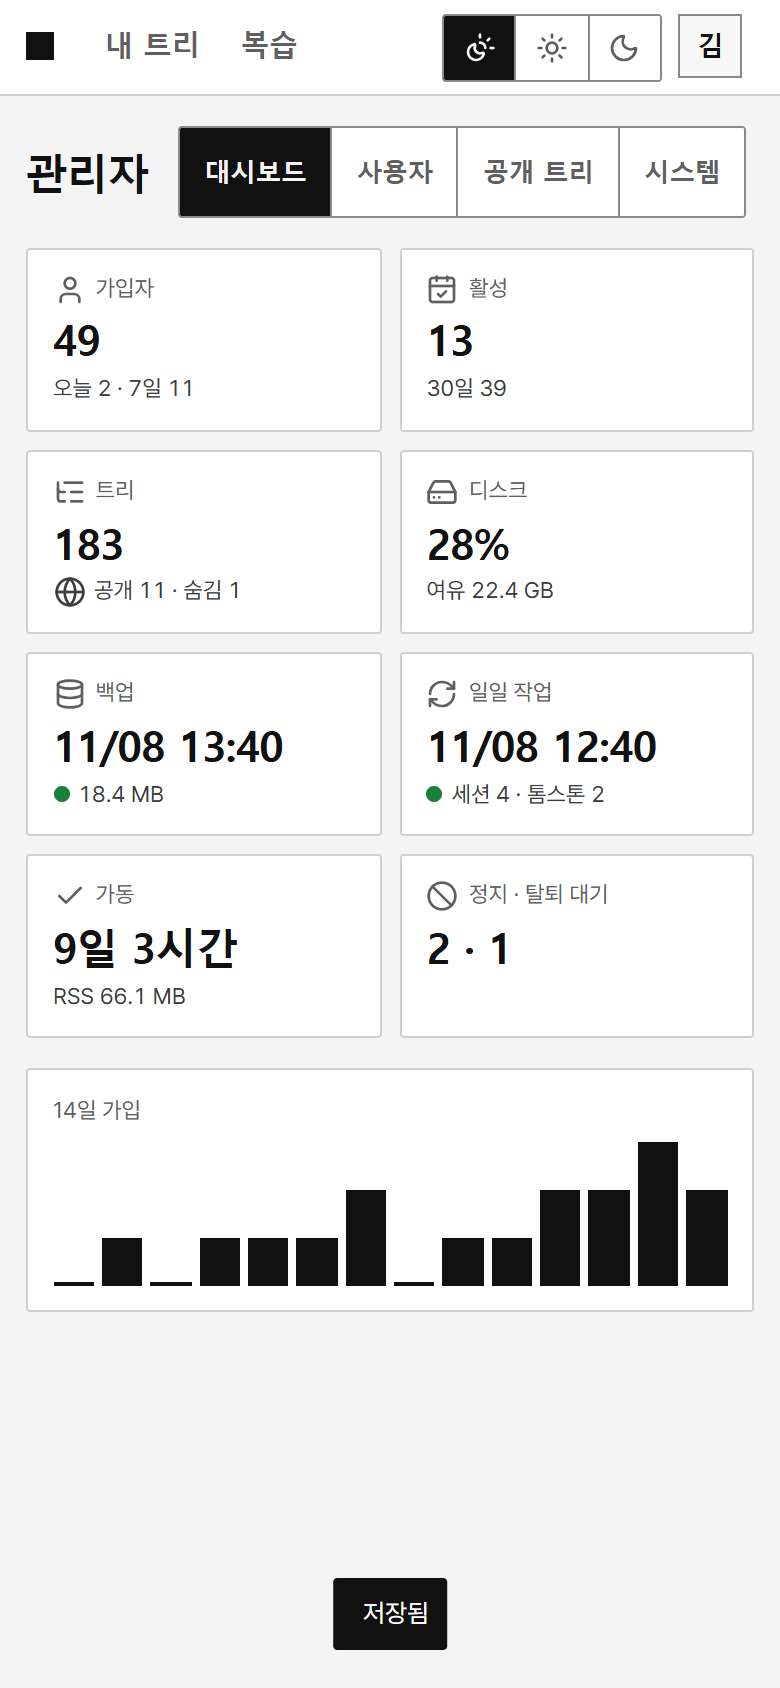 내 트리 복습 김
관리자 대시보드 사용자 공개 트리 시스템
가입자
49
오늘 2 · 7일 11
활성
13
30일 39
트리
183
공개 11 · 숨김 1
디스크
28%
여유 22.4 GB
백업
11/08 13:40
18.4 MB
일일 작업
11/08 12:40
세션 4 · 톰스톤 2
가동
9일 3시간
RSS 66.1 MB
정지 · 탈퇴 대기
2 · 1
14일 가입
저장됨